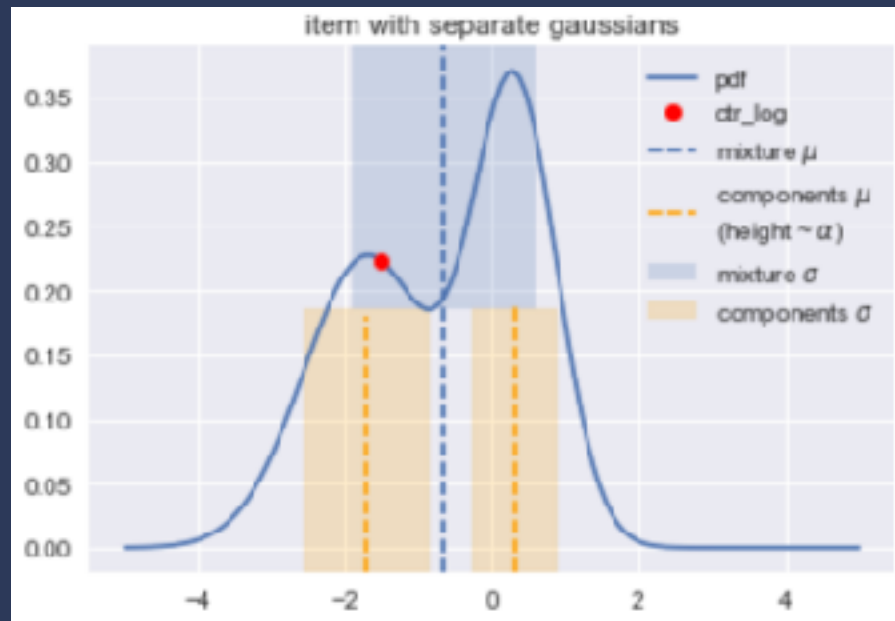 item with separate gaussians
0.35
0.30
0.25
0.20
0.15
0.10
0.05
0.00
−4
−2
0
2
4
pdf
ctr_log
mixture μ
components μ
(height ~ α)
mixture σ
components σ